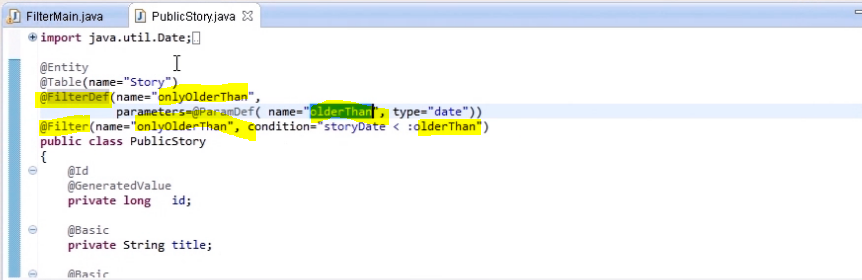 FilterMain.java
PublicStory.java
import java.util.Date;
@Entity
@Table(name="Story")
@FilterDef(name="onlyOlderThan",
parameters=@ParamDef( name="olderThan", type="date"))
@Filter(name="onlyOlderThan", condition="storyDate < :olderThan")
public class PublicStory
{
@Id
@GeneratedValue
private long id;
@Basic
private String title;
@Basic